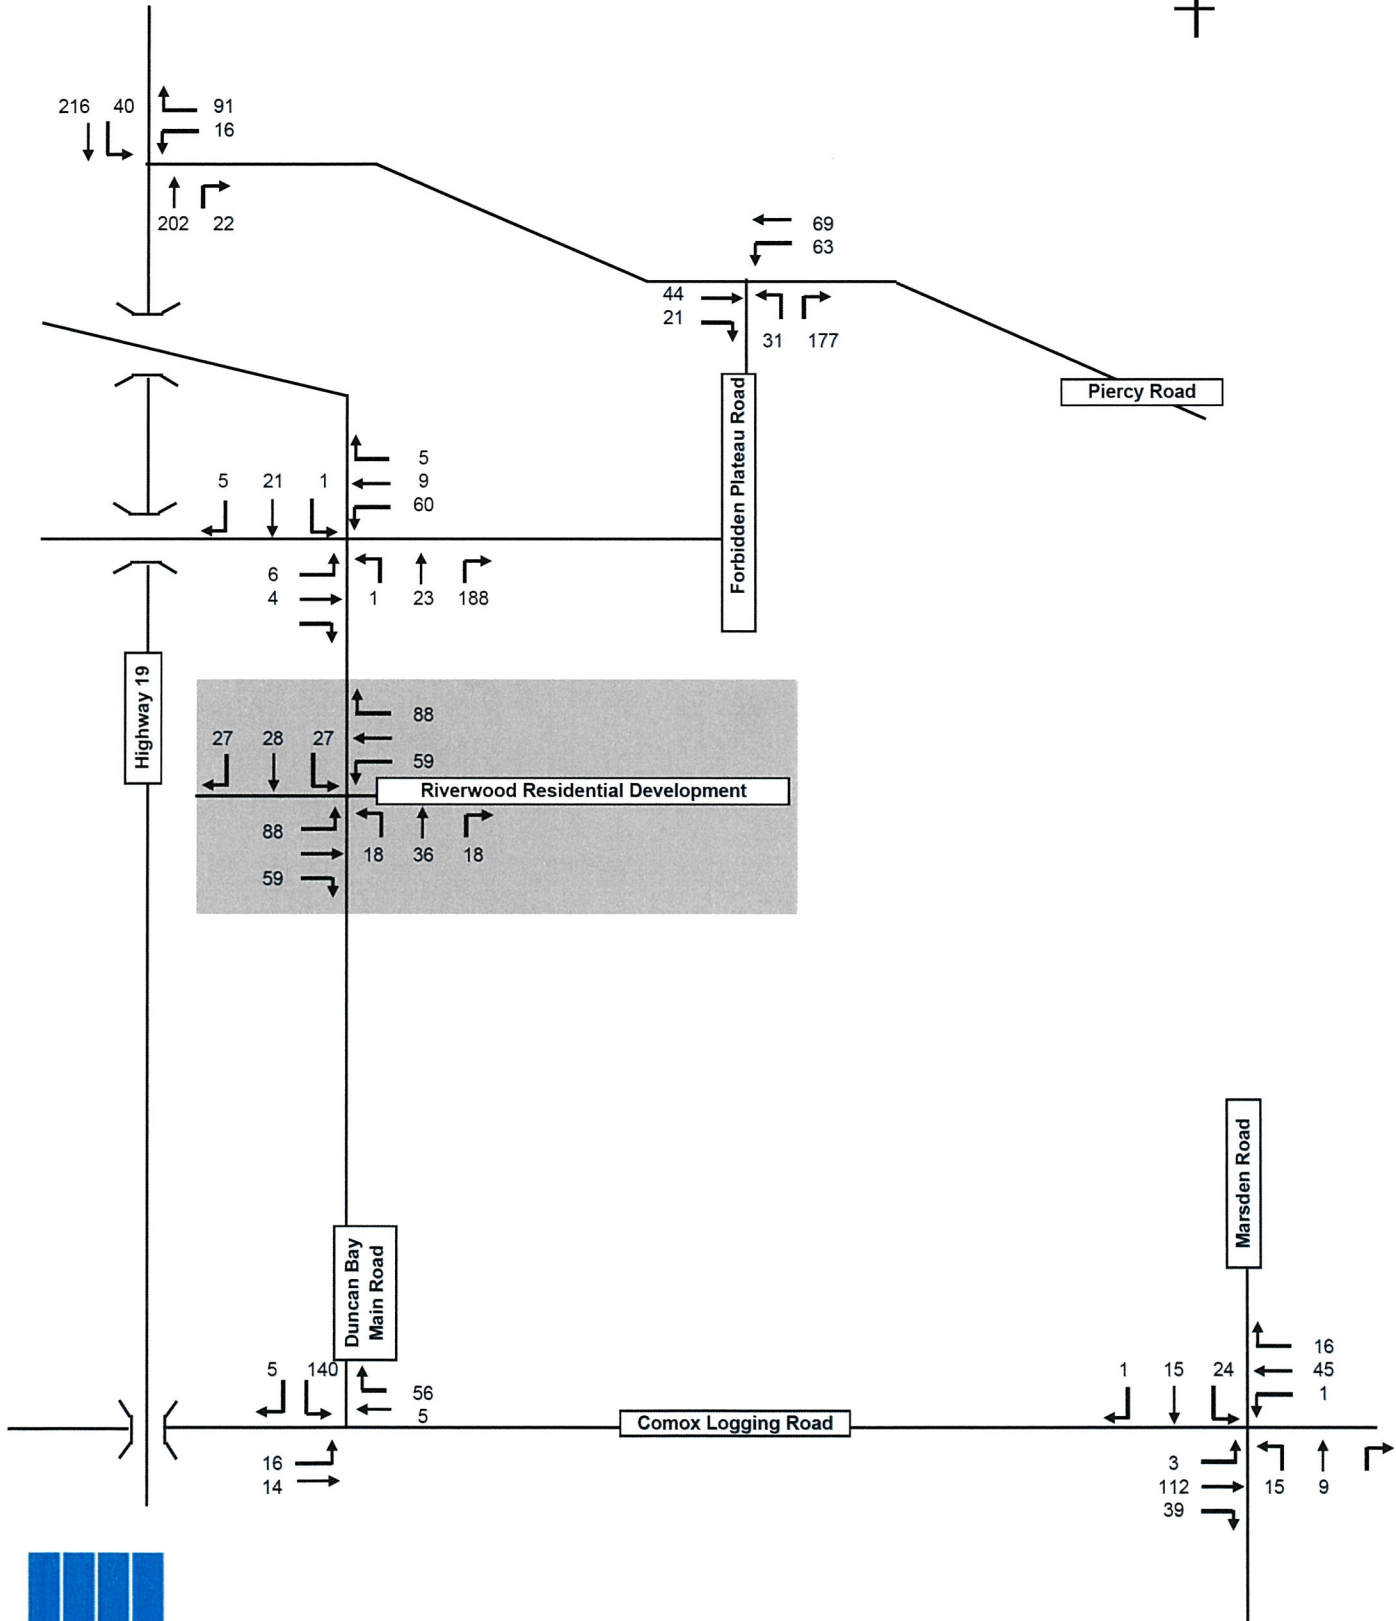 216 40 91
16
202 22
69
63
44
21
31 177
Piercy Road
Forbidden Plateau Road
5
5 21 1 9
60
6
4 1 23 188
Highway 19
88
27 28 27
59
Riverwood Residential Development
88
18 36 18
59
Marsden Road
Duncan Bay
Main Road
16
5 140 1 15 24 45
56 1
5
Comox Logging Road
16 3
14 112 15 9
39